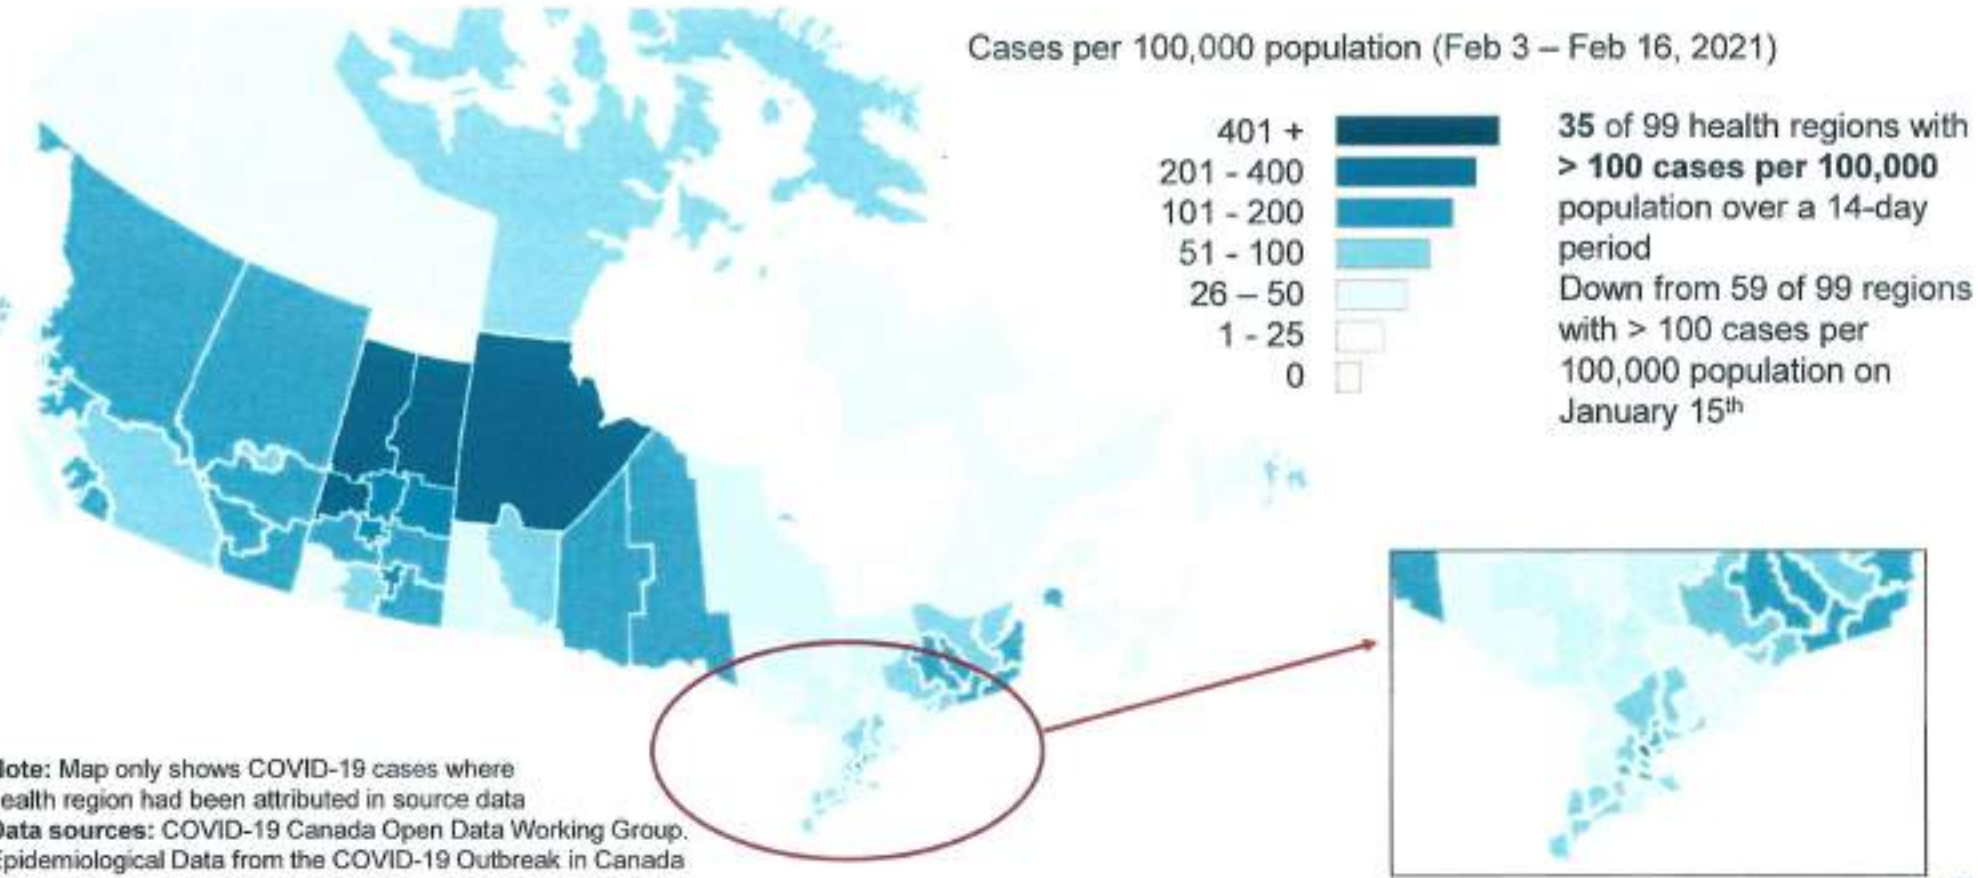 Cases per 100,000 population (Feb 3 – Feb 16, 2021)
401 +
201 - 400
101 - 200
51 - 100
26 – 50
1 - 25
0
35 of 99 health regions with
> 100 cases per 100,000
population over a 14-day
period
Down from 59 of 99 regions
with > 100 cases per
100,000 population on
January 15th
ote: Map only shows COVID-19 cases where
ealth region had been attributed in source data
Data sources: COVID-19 Canada Open Data Working Group.
Epidemiological Data from the COVID-19 Outbreak in Canada